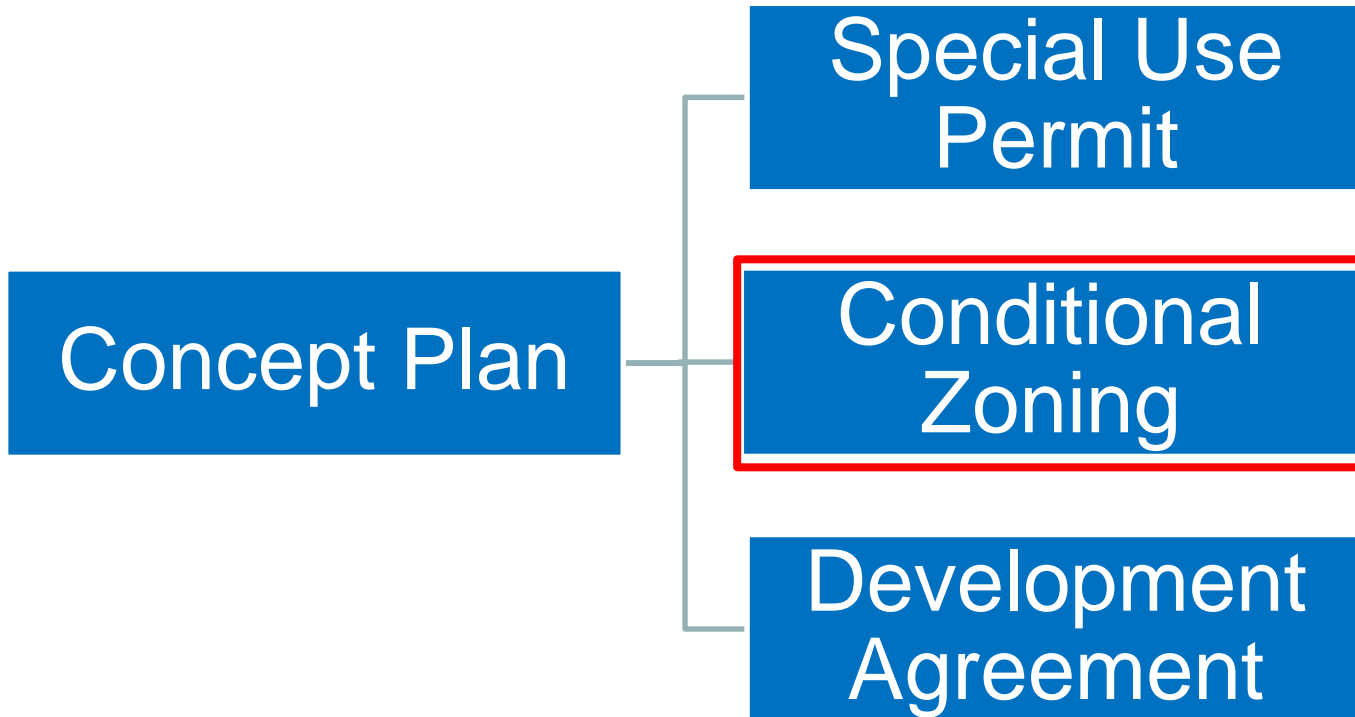 Concept Plan
Special Use
Permit
Conditional
Zoning
Development
Agreement